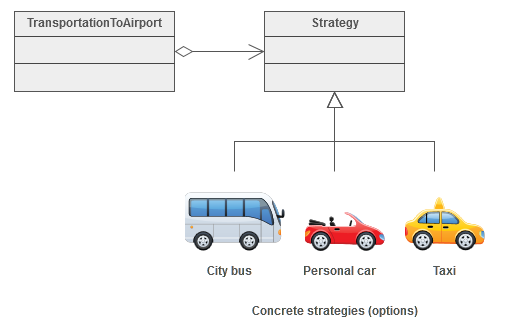 TransportationToAirport
Strategy
City bus
Personal car
Taxi
Concrete strategies (options)